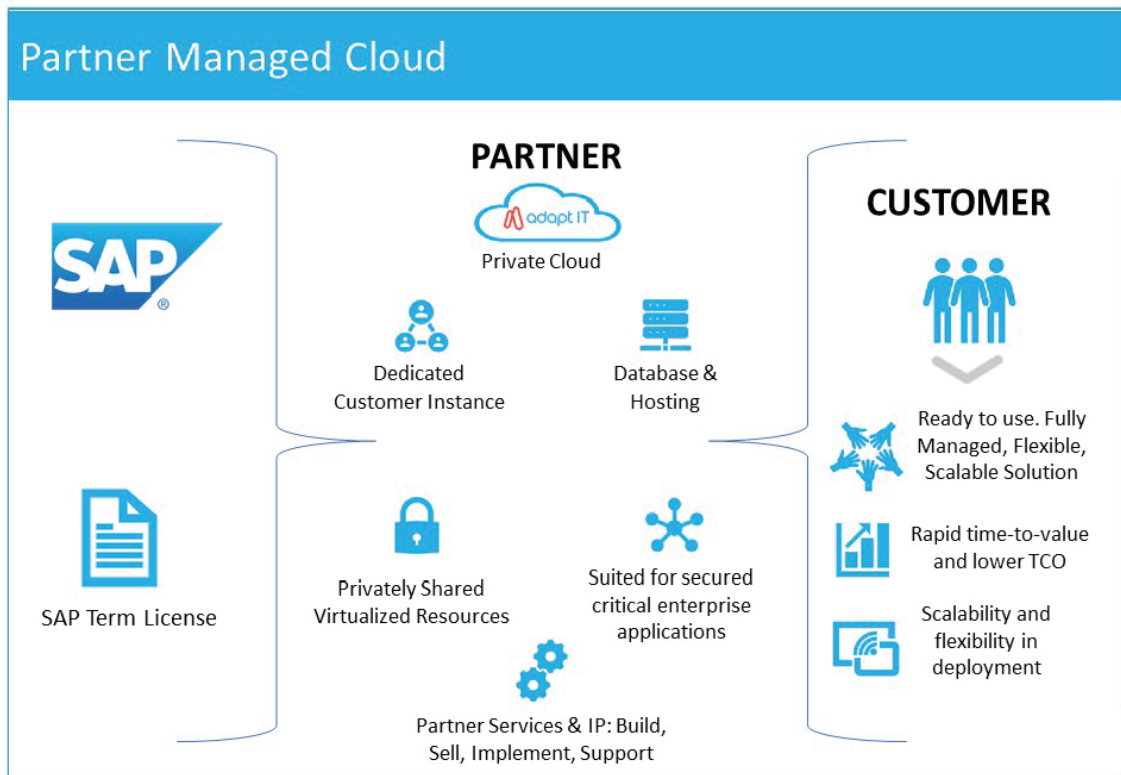 Partner Managed Cloud
SAP
®
SAP Term License
PARTNER
adapt IT
Private Cloud
Dedicated
Customer Instance
Database &
Hosting
Privately Shared
Virtualized Resources
Suited for secured
critical enterprise
applications
Partner Services & IP: Build,
Sell, Implement, Support
CUSTOMER
Ready to use. Fully
Managed, Flexible,
Scalable Solution
Rapid time-to-value
and lower TCO
Scalability and
flexibility in
deployment